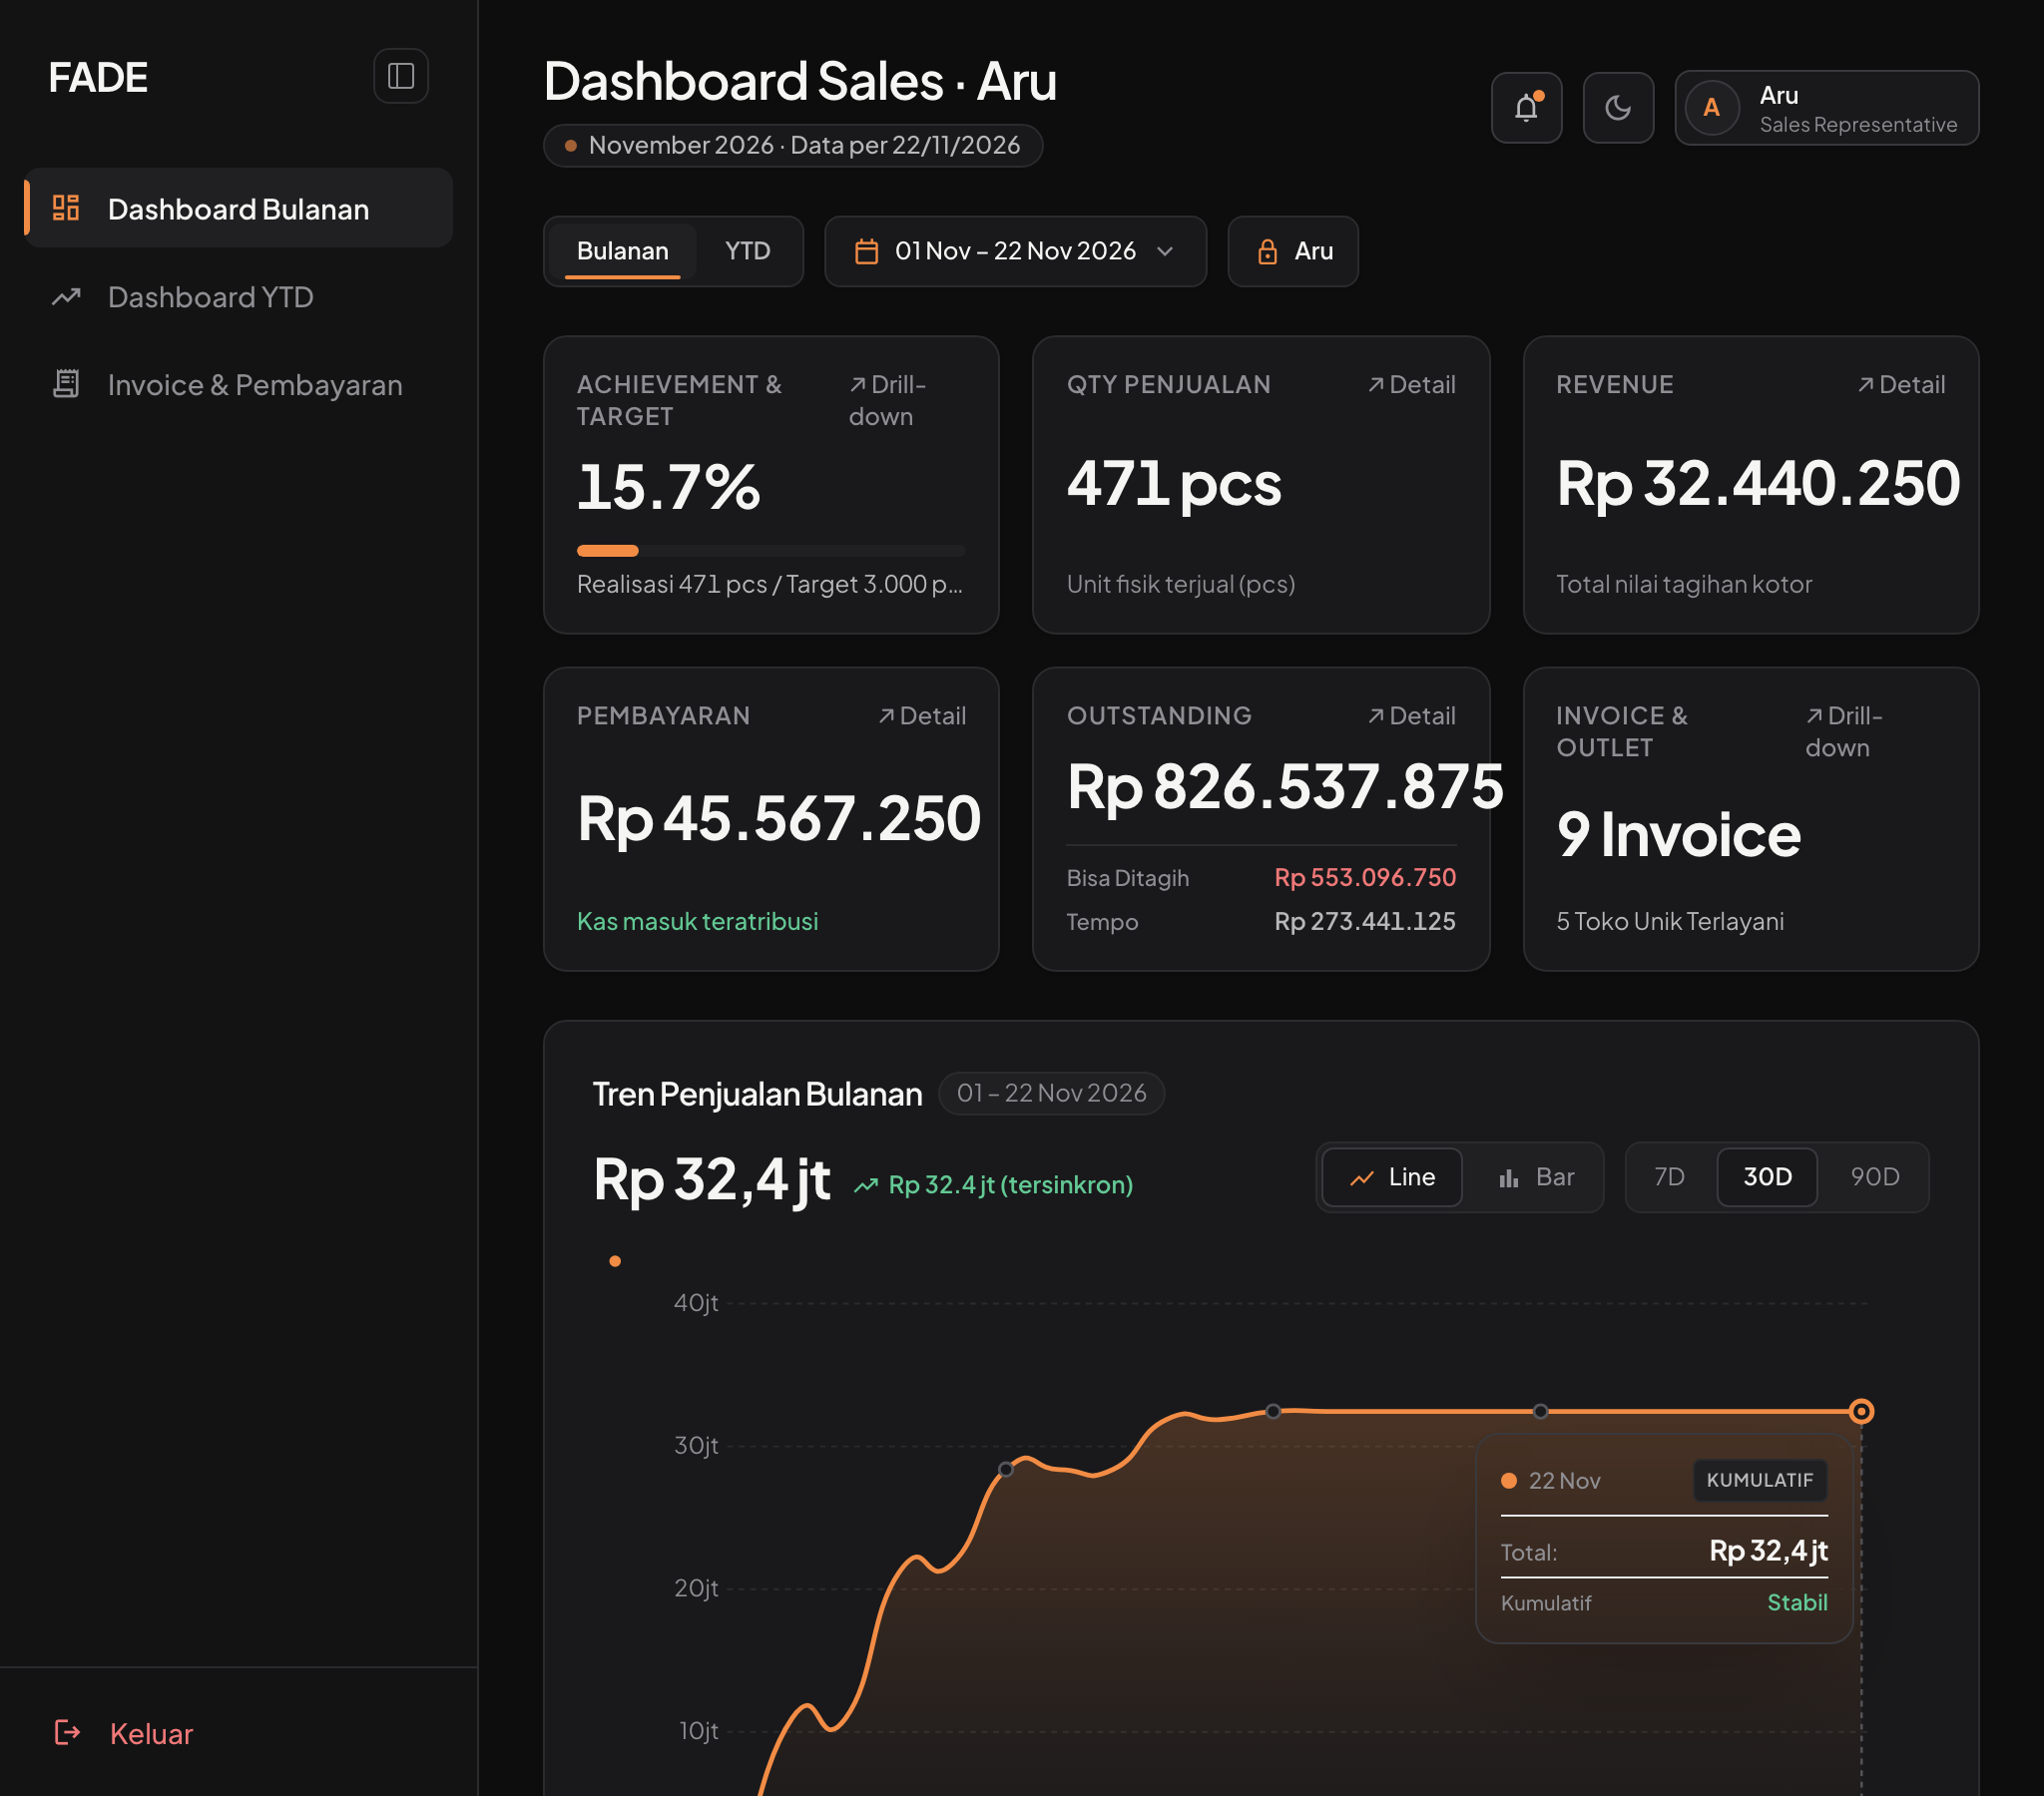 FADE
Dashboard Bulanan
Dashboard YTD
Invoice & Pembayaran
Keluar
Dashboard Sales · Aru
November 2026 · Data per 22/11/2026
A
Aru
Sales Representative
Bulanan
YTD
01 Nov – 22 Nov 2026
Aru
ACHIEVEMENT &
TARGET
Drill-
down
15.7%
Realisasi 471 pcs / Target 3.000 p...
QTY PENJUALAN
Detail
471 pcs
Unit fisik terjual (pcs)
REVENUE
Detail
Rp 32.440.250
Total nilai tagihan kotor
PEMBAYARAN
Detail
Rp 45.567.250
Kas masuk teratribusi
OUTSTANDING
Detail
Rp 826.537.875
Bisa Ditagih Rp 553.096.750
Tempo Rp 273.441.125
INVOICE &
OUTLET
Drill-
down
9 Invoice
5 Toko Unik Terlayani
Tren Penjualan Bulanan 01 – 22 Nov 2026
Rp 32,4 jt Rp 32.4 jt (tersinkron)
Line
Bar
7D
30D
90D
40jt
30jt
20jt
10jt
22 Nov KUMULATIF
Total: Rp 32,4 jt
Kumulatif Stabil